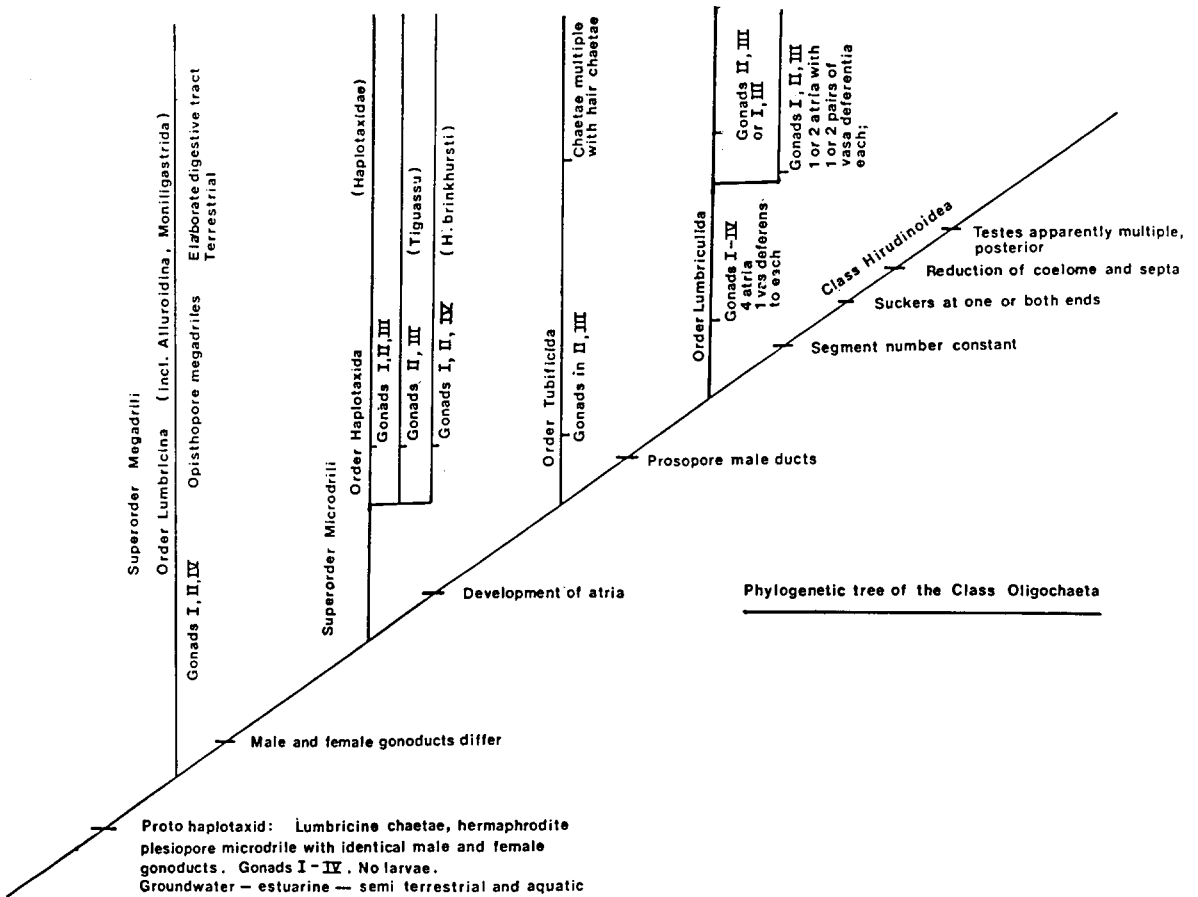 Superorder Megadrili
Order Lumbricina (incl. Alluroidina, Moniligastrida)
Gonads I, II, IV
Opisthopore megadriles
Elaborate digestive tract
Terrestrial
Superorder Microdrili
Order Haplotaxida
(Haplotaxidae)
Gonads I, II, III
(Tiguassu)
Gonads II, III
(H. brinkhursti)
Gonads I, II, IV
Order Tubificida
Gonads in II, III
Chaetae multiple
with hair chaetae
Order Lumbriculida
Gonads I-IV
4 atria
1 vas deferens
to each
Gonads II, III
or I, III
Gonads I, II, III
1 or 2 atria with
1 or 2 pairs of
vasa deferentia
each;
Class Hirudinoidea
Testes apparently multiple,
posterior
Reduction of coelome and septa
Suckers at one or both ends
Segment number constant
Prosopore male ducts
Development of atria
Phylogenetic tree of the Class Oligochaeta
Male and female gonoducts differ
Proto haplotaxid: Lumbricine chaetae, hermaphrodite
plesiopore microdrile with identical male and female
gonoducts. Gonads I-IV. No larvae.
Groundwater — estuarine — semi terrestrial and aquatic